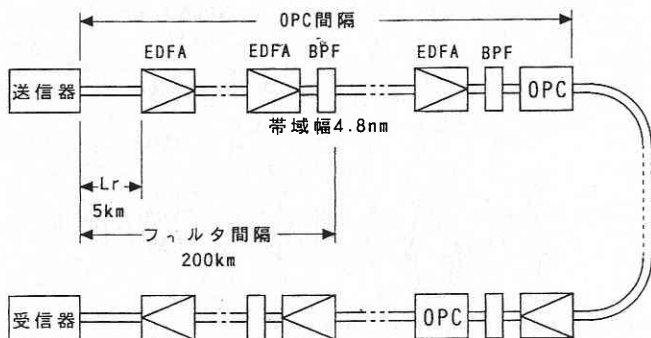 OPC間隔
EDFA
EDFA
BPF
EDFA
BPF
送信器
OPC
帯域幅4.8nm
Lr
5km
フィルタ間隔
200km
受信器
OPC